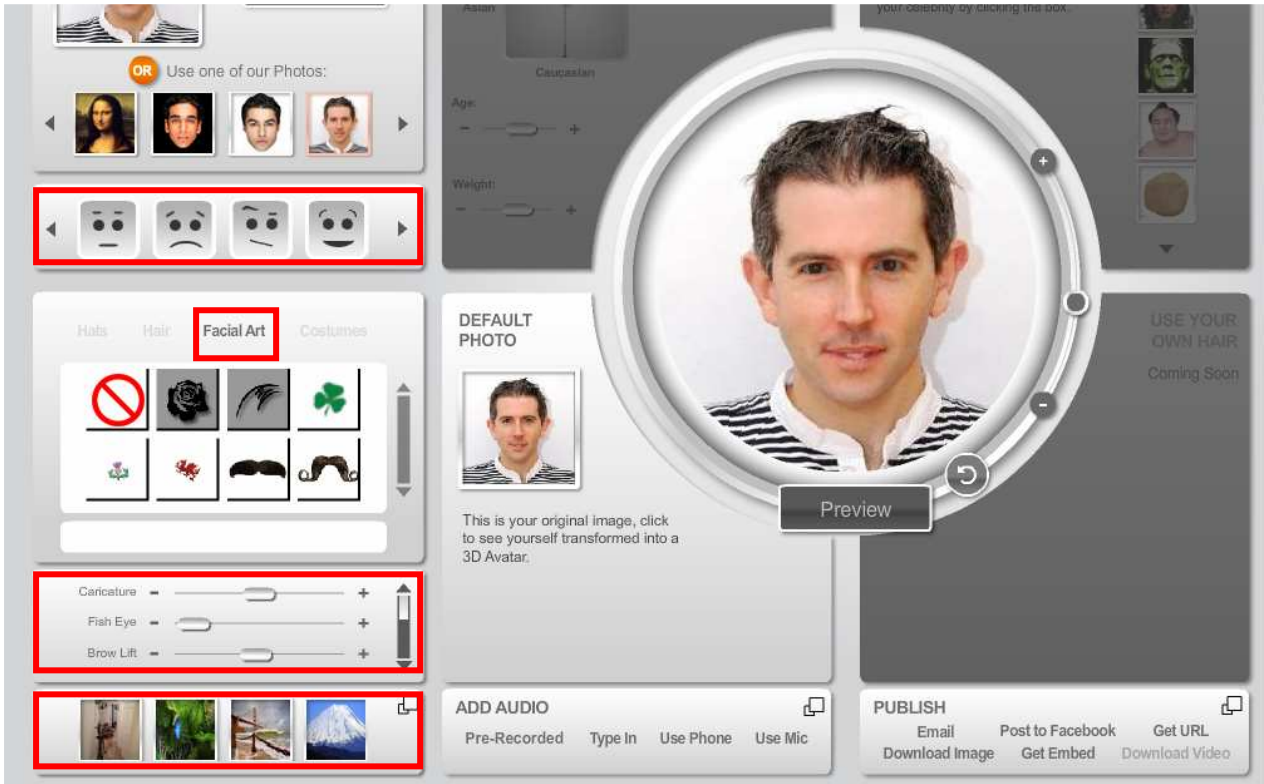 Asian
your celebrity by clicking the box.
Caucasian
OR Use one of our Photos:
Age:
- +
Weight:
- +
+
Hats Hair Facial Art Costumes
DEFAULT
PHOTO
USE YOUR
OWN HAIR
Coming Soon
-
Preview
This is your original image, click
to see yourself transformed into a
3D Avatar.
Caricature - +
Fish Eye - +
Brow Lift - +
ADD AUDIO
Pre-Recorded Type In Use Phone Use Mic
PUBLISH
Email Post to Facebook Get URL
Download Image Get Embed Download Video